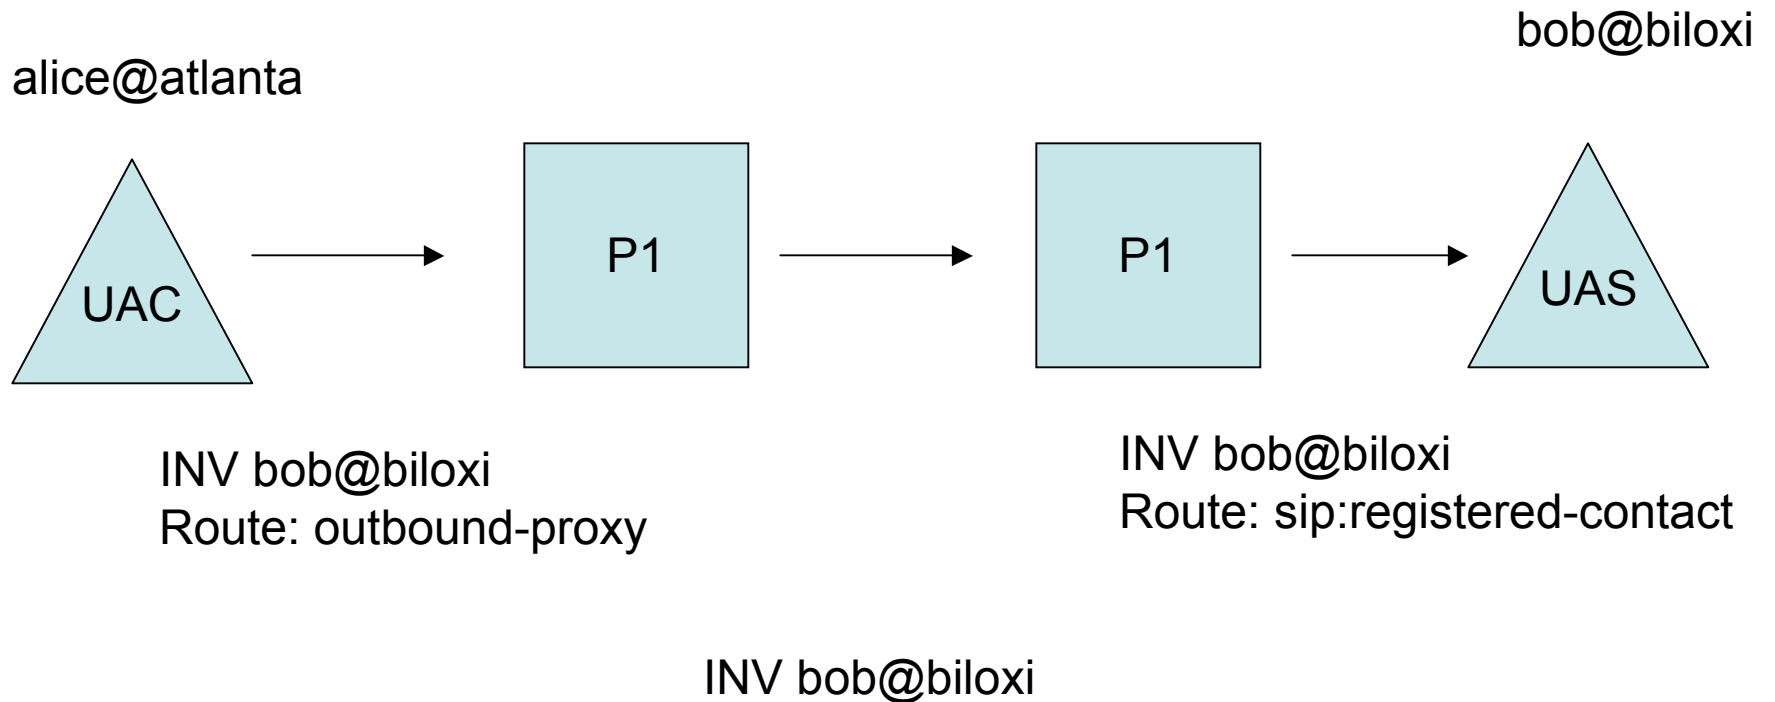 bob@biloxi
alice@atlanta
UAC
P1
P1
UAS
INV bob@biloxi
Route: outbound-proxy
INV bob@biloxi
Route: sip:registered-contact
INV bob@biloxi